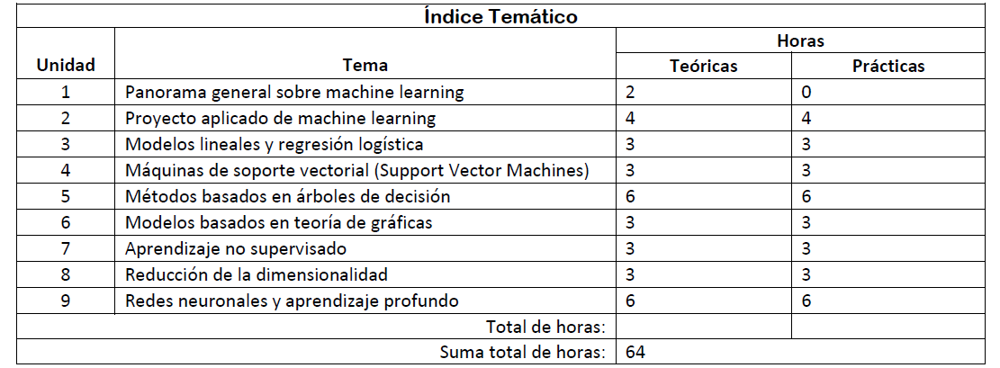 Índice Temático
Horas
Unidad Tema Teóricas Prácticas
1 Panorama general sobre machine learning 2 0
2 Proyecto aplicado de machine learning 4 4
3 Modelos lineales y regresión logística 3 3
4 Máquinas de soporte vectorial (Support Vector Machines) 3 3
5 Métodos basados en árboles de decisión 6 6
6 Modelos basados en teoría de gráficas 3 3
7 Aprendizaje no supervisado 3 3
8 Reducción de la dimensionalidad 3 3
9 Redes neuronales y aprendizaje profundo 6 6
Total de horas:
Suma total de horas: 64